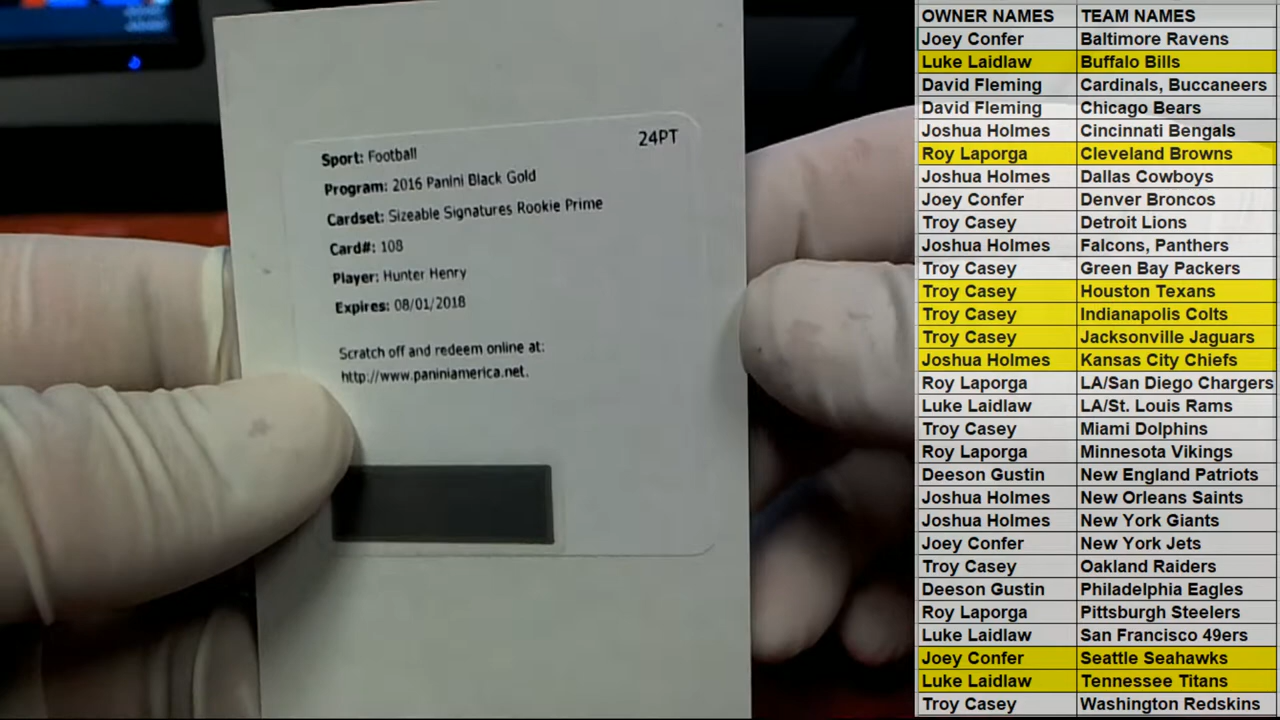 24PT
Sport: Football
Program: 2016 Panini Black Gold
Cardset: Sizeable Signatures Rookie Prime
Card#: 108
Player: Hunter Henry
Expires: 08/01/2018
Scratch off and redeem online at:
http://www.paniniamerica.net.
OWNER NAMES TEAM NAMES
Joey Confer Baltimore Ravens
Luke Laidlaw Buffalo Bills
David Fleming Cardinals, Buccaneers
David Fleming Chicago Bears
Joshua Holmes Cincinnati Bengals
Roy Laporga Cleveland Browns
Joshua Holmes Dallas Cowboys
Joey Confer Denver Broncos
Troy Casey Detroit Lions
Joshua Holmes Falcons, Panthers
Troy Casey Green Bay Packers
Troy Casey Houston Texans
Troy Casey Indianapolis Colts
Troy Casey Jacksonville Jaguars
Joshua Holmes Kansas City Chiefs
Roy Laporga LA/San Diego Chargers
Luke Laidlaw LA/St. Louis Rams
Troy Casey Miami Dolphins
Roy Laporga Minnesota Vikings
Deeson Gustin New England Patriots
Joshua Holmes New Orleans Saints
Joshua Holmes New York Giants
Joey Confer New York Jets
Troy Casey Oakland Raiders
Deeson Gustin Philadelphia Eagles
Roy Laporga Pittsburgh Steelers
Luke Laidlaw San Francisco 49ers
Joey Confer Seattle Seahawks
Luke Laidlaw Tennessee Titans
Troy Casey Washington Redskins